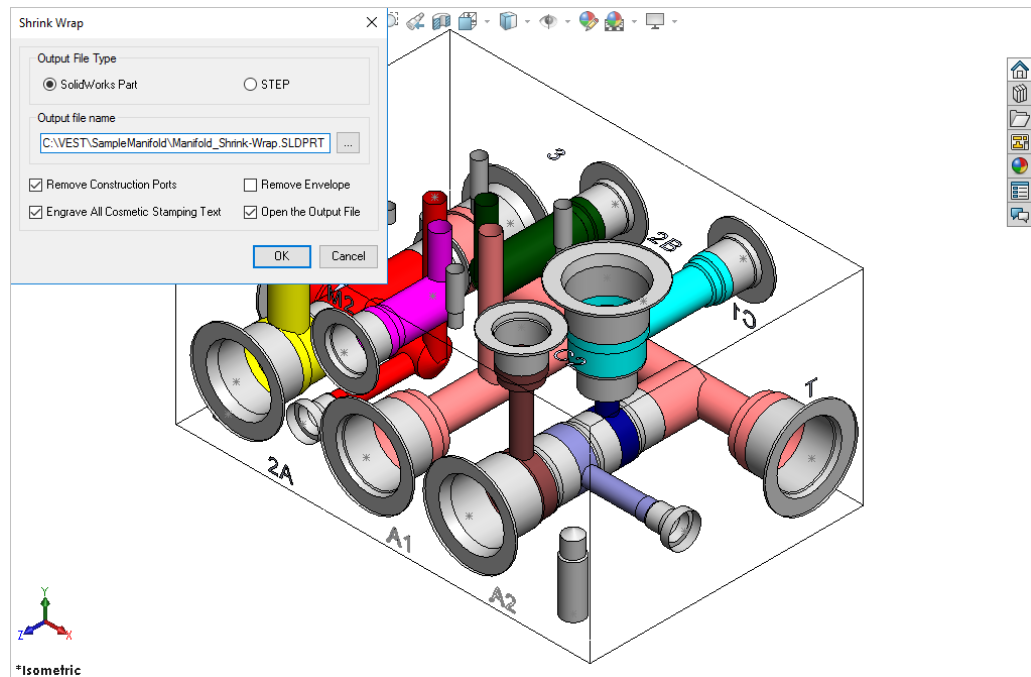 Shrink Wrap
Output File Type
SolidWorks Part
STEP
Output file name
C:\VEST\SampleManifold\Manifold_Shrink-Wrap.SLDPRT
...
Remove Construction Ports
Remove Envelope
Engrave All Cosmetic Stamping Text
Open the Output File
OK
Cancel
3
2B
C1
M2
C2
T
2A
A1
A2
Y
Z
X
*Isometric